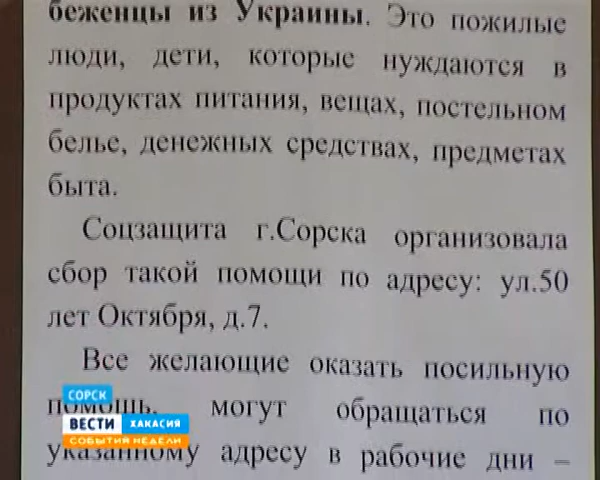 беженцы из Украины. Это пожилые
люди, дети, которые нуждаются в
продуктах питания, вещах, постельном
белье, денежных средствах, предметах
быта.
Соцзащита г.Сорска организовала
сбор такой помощи по адресу: ул.50
лет Октября, д.7.
Все желающие оказать посильную
помощь, могут обращаться по
указанному адресу в рабочие дни –
СОРСК
ВЕСТИ ХАКАСИЯ
СОБЫТИЯ НЕДЕЛИ